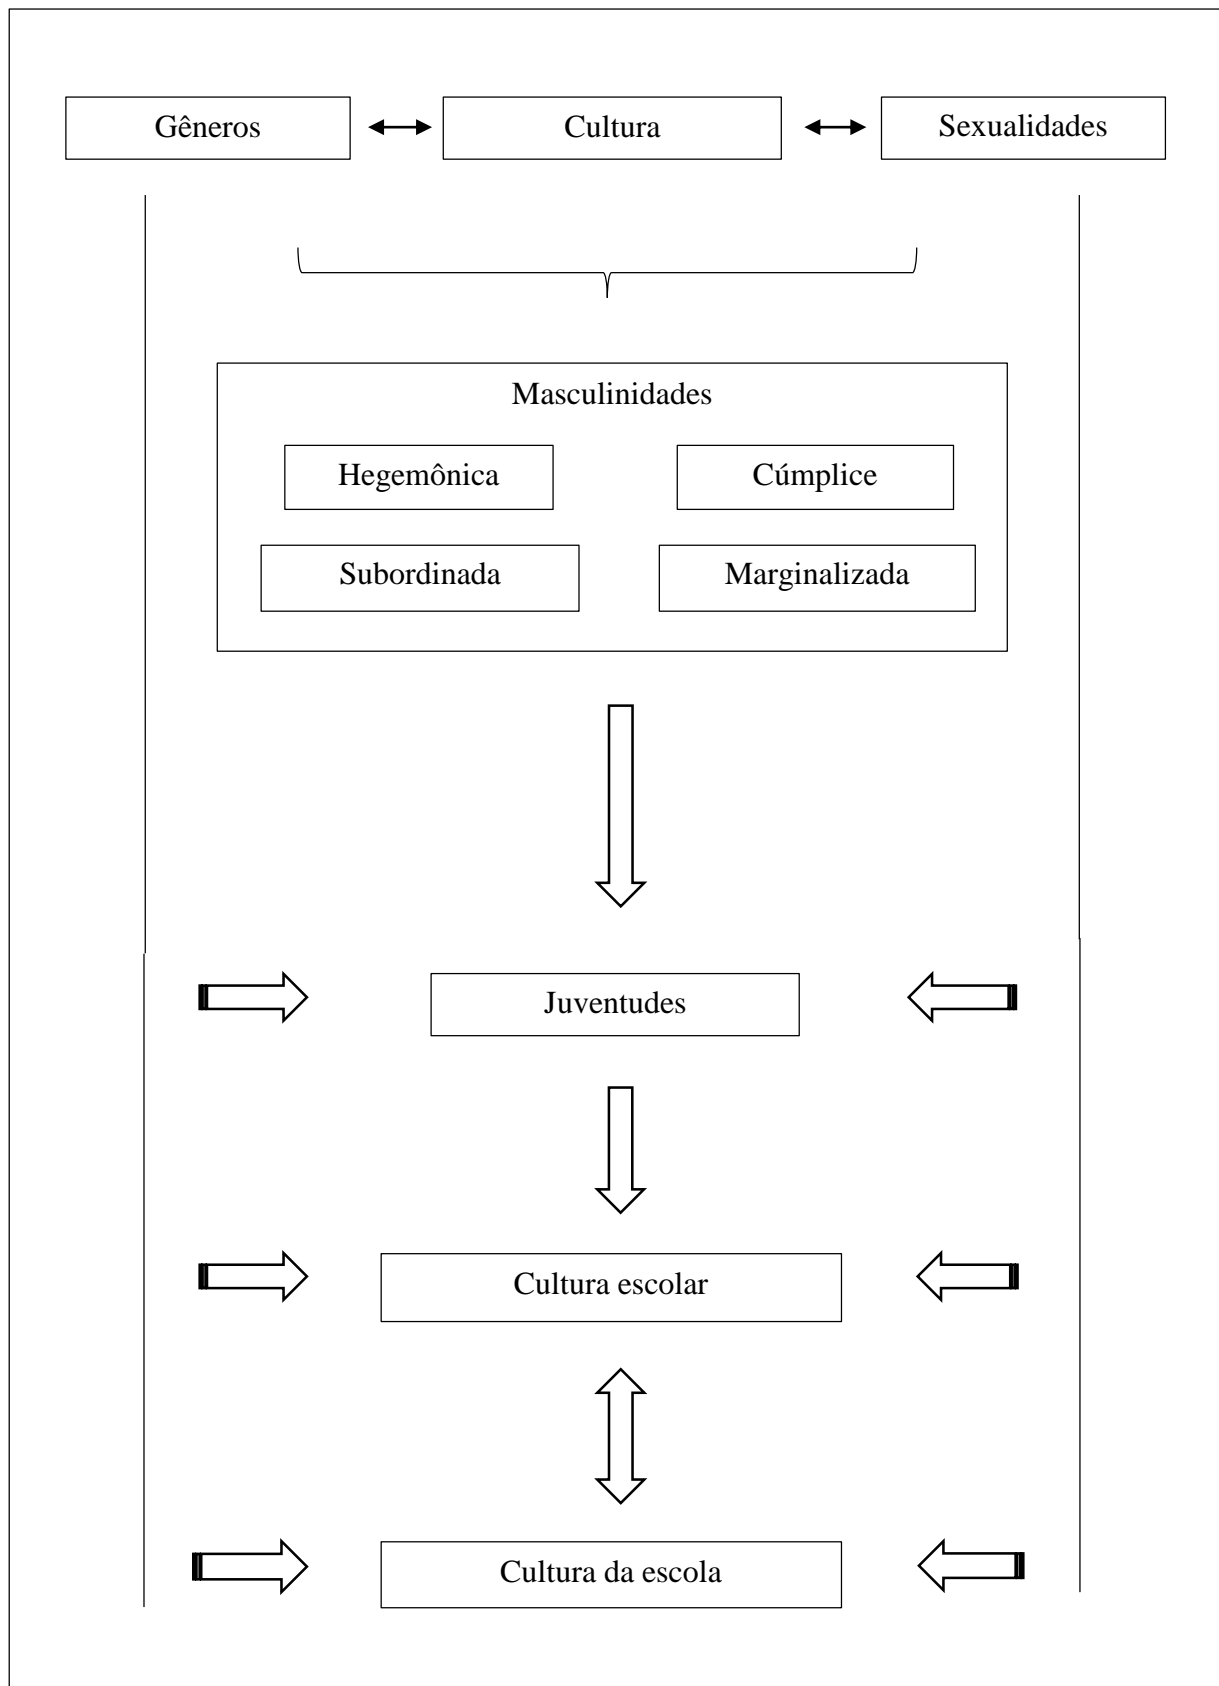 Gêneros
Cultura
Sexualidades
Masculinidades
Hegemônica
Cúmplice
Subordinada
Marginalizada
Juventudes
Cultura escolar
Cultura da escola